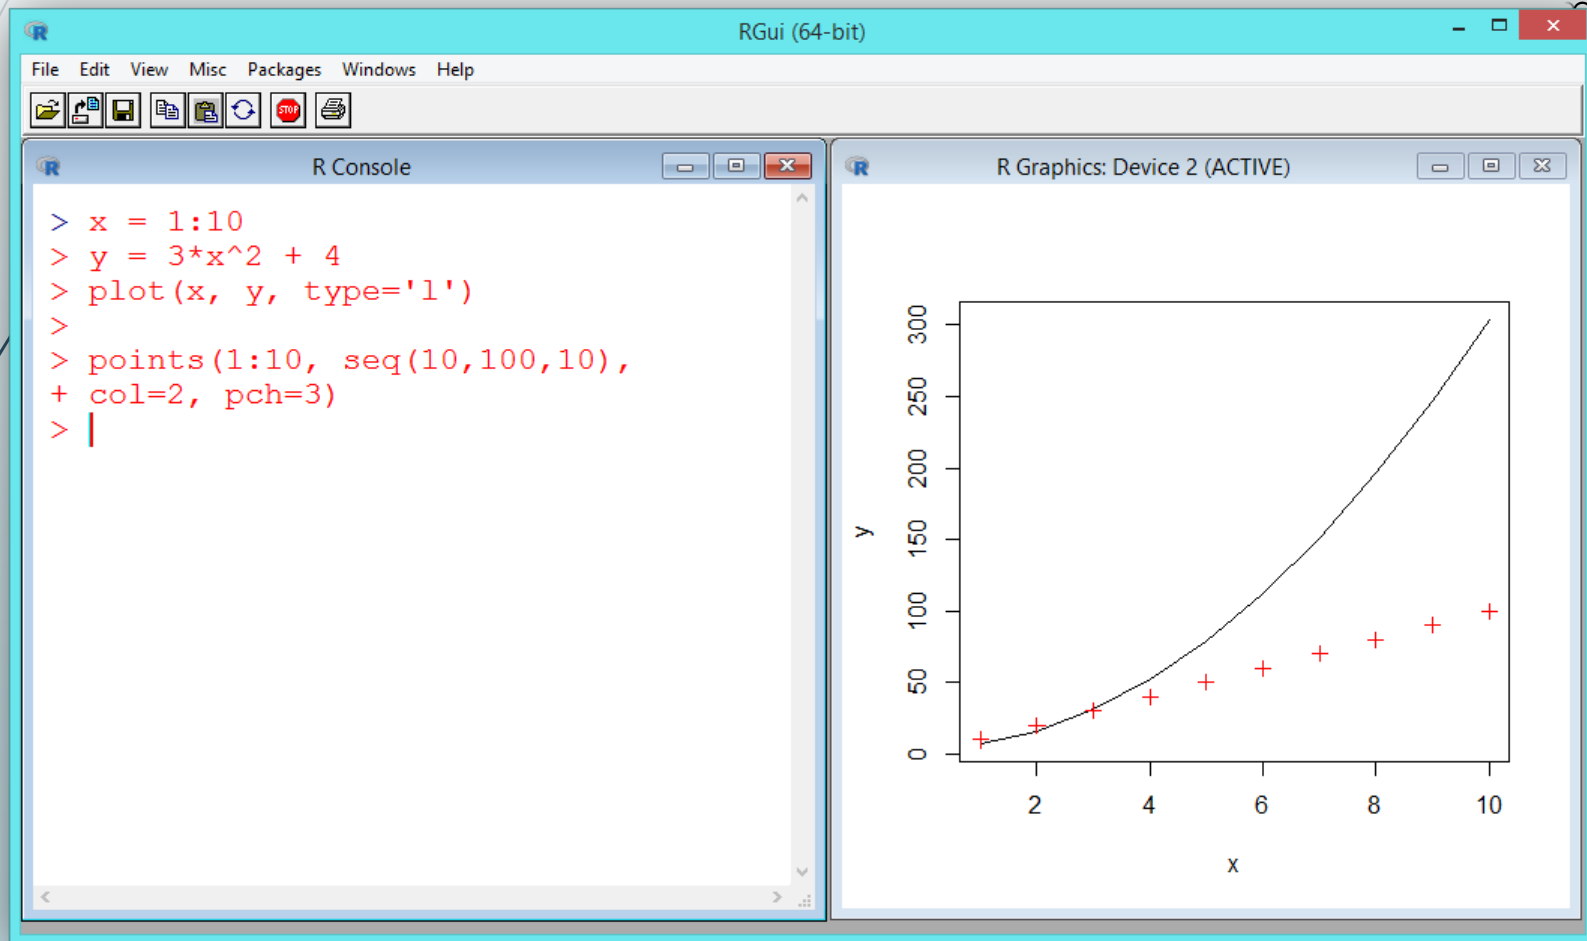 RGui (64-bit)
File Edit View Misc Packages Windows Help
STOP
R Console
> x = 1:10
> y = 3*x^2 + 4
> plot(x, y, type='l')
>
> points(1:10, seq(10,100,10),
+ col=2, pch=3)
>
R Graphics: Device 2 (ACTIVE)
300
250
200
150
100
50
0
y
2 4 6 8 10
x